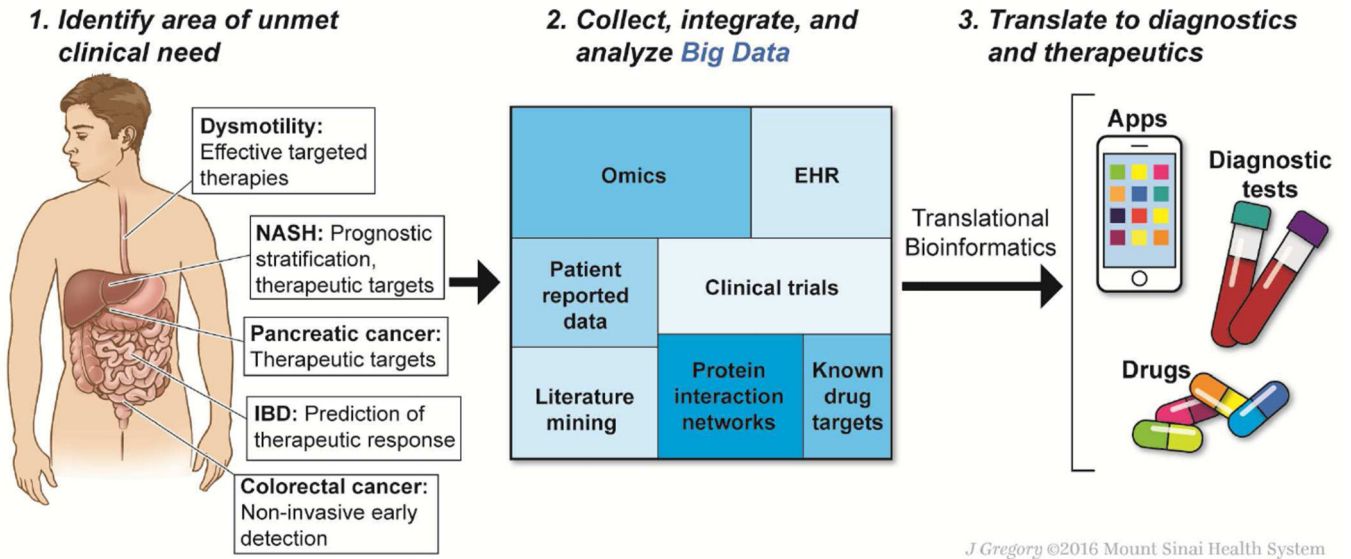 1. Identify area of unmet
clinical need
Dysmotility:
Effective targeted
therapies
NASH: Prognostic
stratification,
therapeutic targets
Pancreatic cancer:
Therapeutic targets
IBD: Prediction of
therapeutic response
Colorectal cancer:
Non-invasive early
detection
2. Collect, integrate, and
analyze Big Data
Omics
EHR
Patient
reported
data
Clinical trials
Literature
mining
Protein
interaction
networks
Known
drug
targets
Translational
Bioinformatics
3. Translate to diagnostics
and therapeutics
Apps
Diagnostic
tests
Drugs
J Gregory ©2016 Mount Sinai Health System